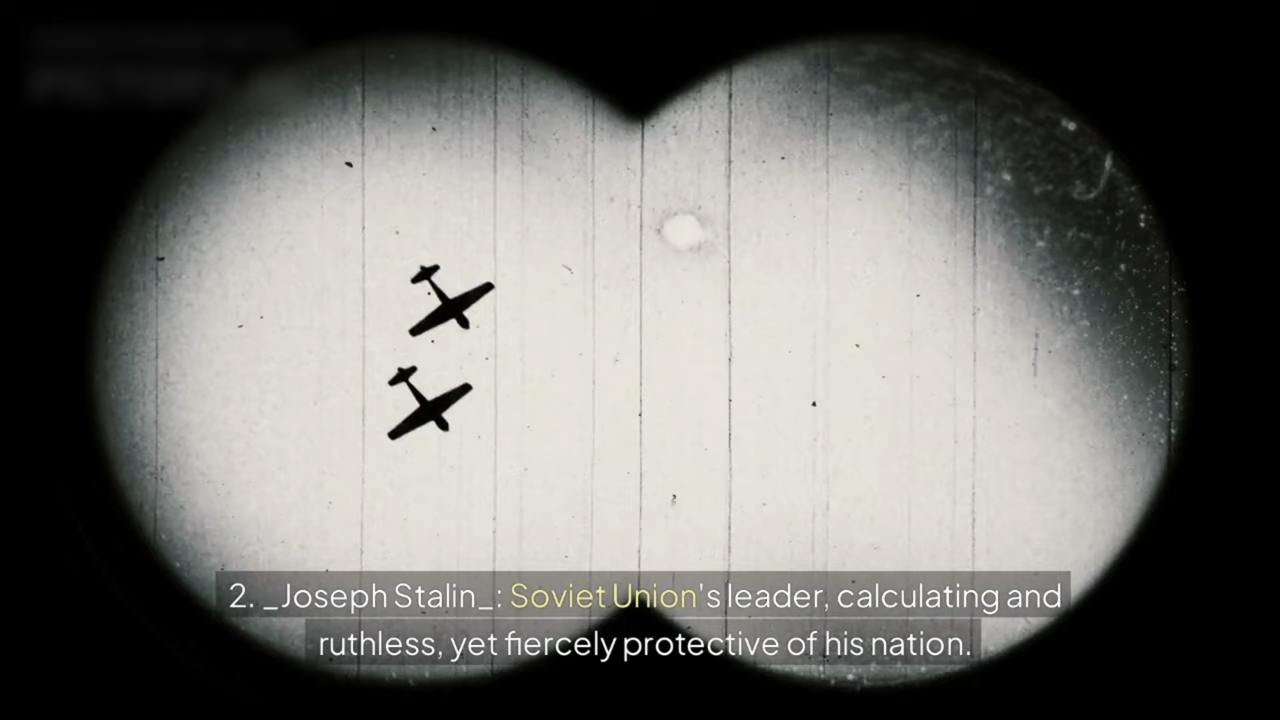 2. _Joseph Stalin_: Soviet Union's leader, calculating and
ruthless, yet fiercely protective of his nation.